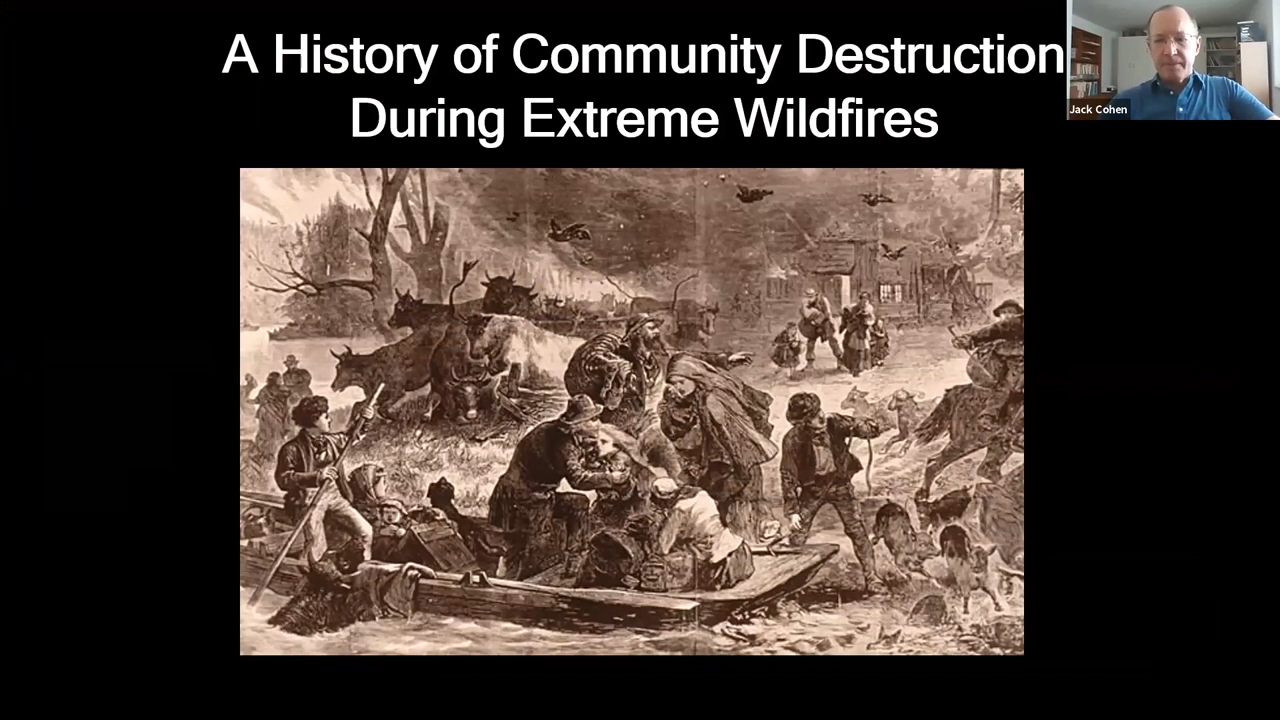 A History of Community Destruction
During Extreme Wildfires
Jack Cohen